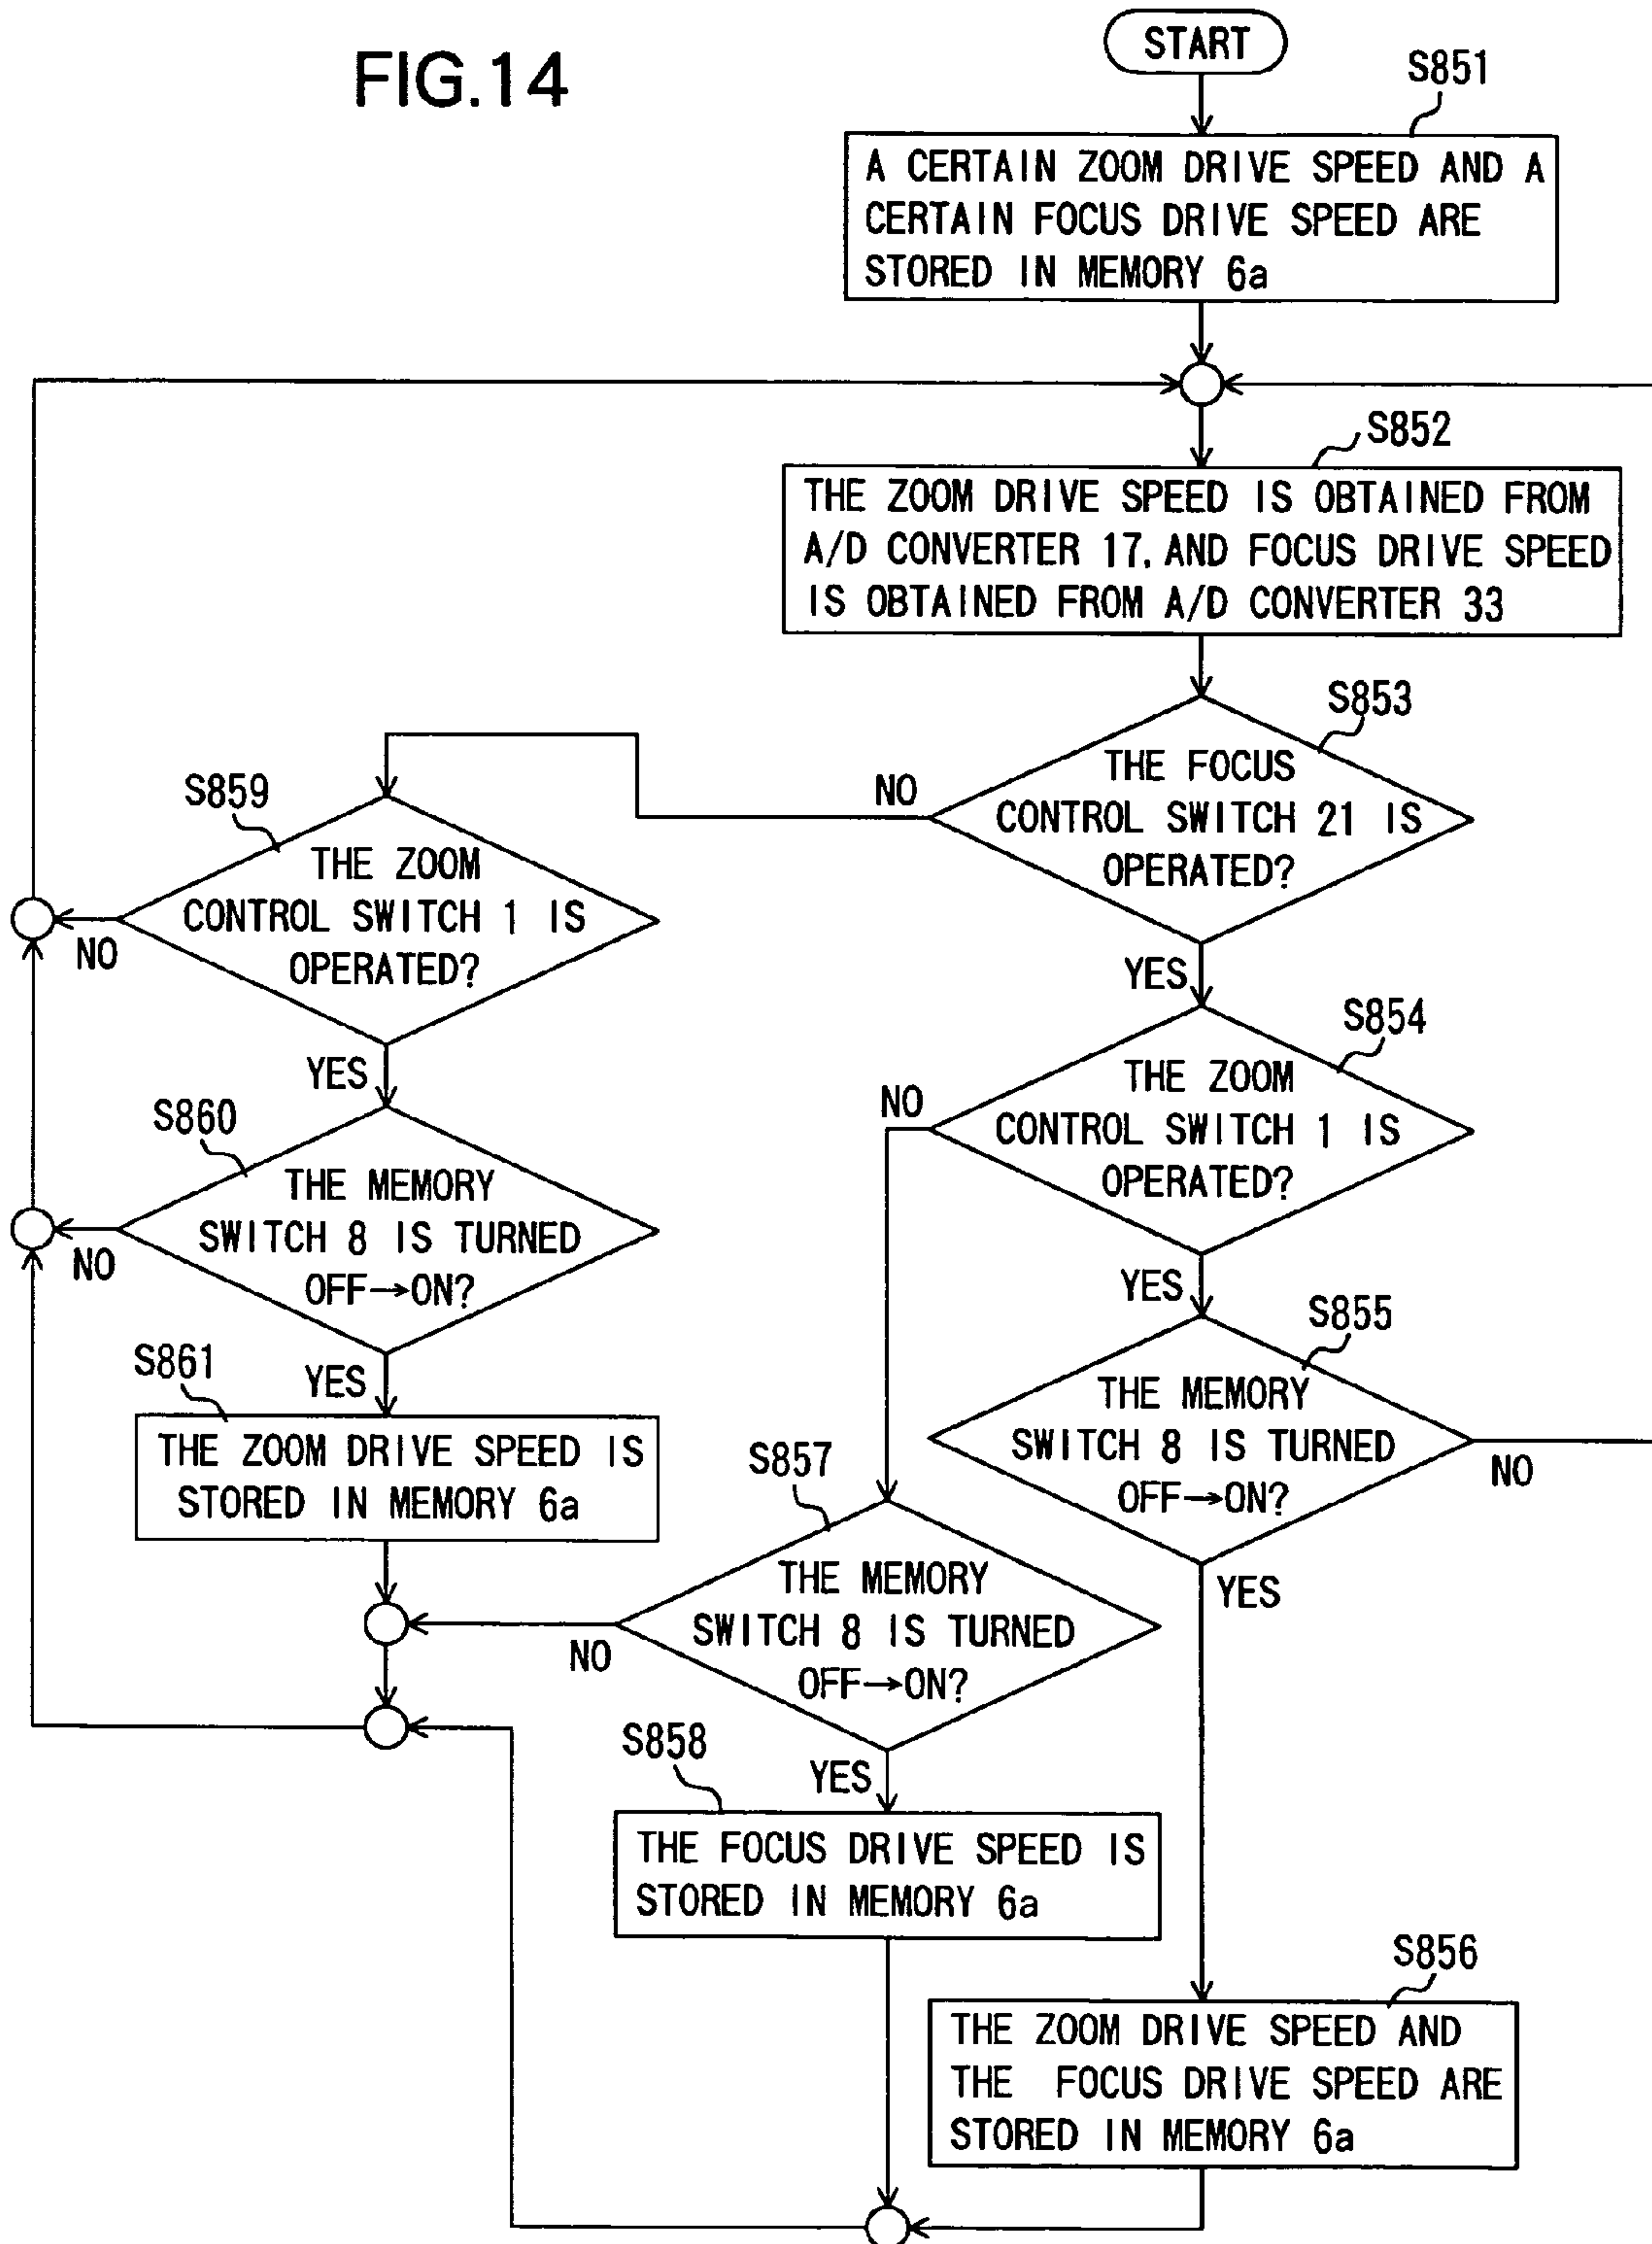 FIG.14
START
S851
A CERTAIN ZOOM DRIVE SPEED AND A
CERTAIN FOCUS DRIVE SPEED ARE
STORED IN MEMORY 6a
S852
THE ZOOM DRIVE SPEED IS OBTAINED FROM
A/D CONVERTER 17, AND FOCUS DRIVE SPEED
IS OBTAINED FROM A/D CONVERTER 33
S853
THE FOCUS
CONTROL SWITCH 21 IS
OPERATED?
NO
YES
S859
THE ZOOM
CONTROL SWITCH 1 IS
OPERATED?
NO
YES
S854
THE ZOOM
CONTROL SWITCH 1 IS
OPERATED?
NO
YES
S860
THE MEMORY
SWITCH 8 IS TURNED
OFF→ON?
NO
YES
S855
THE MEMORY
SWITCH 8 IS TURNED
OFF→ON?
NO
YES
S861
THE ZOOM DRIVE SPEED IS
STORED IN MEMORY 6a
S857
THE MEMORY
SWITCH 8 IS TURNED
OFF→ON?
NO
YES
S858
THE FOCUS DRIVE SPEED IS
STORED IN MEMORY 6a
S856
THE ZOOM DRIVE SPEED AND
THE FOCUS DRIVE SPEED ARE
STORED IN MEMORY 6a